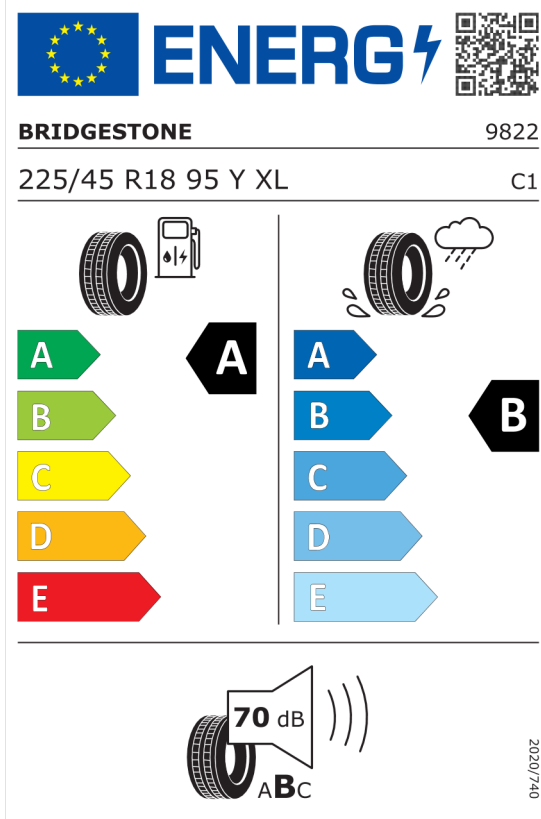 ENERG
BRIDGESTONE 9822
225/45 R18 95 Y XL C1
A A
B
C
D
E
A
B B
C
D
E
70 dB
ABC
2020/740